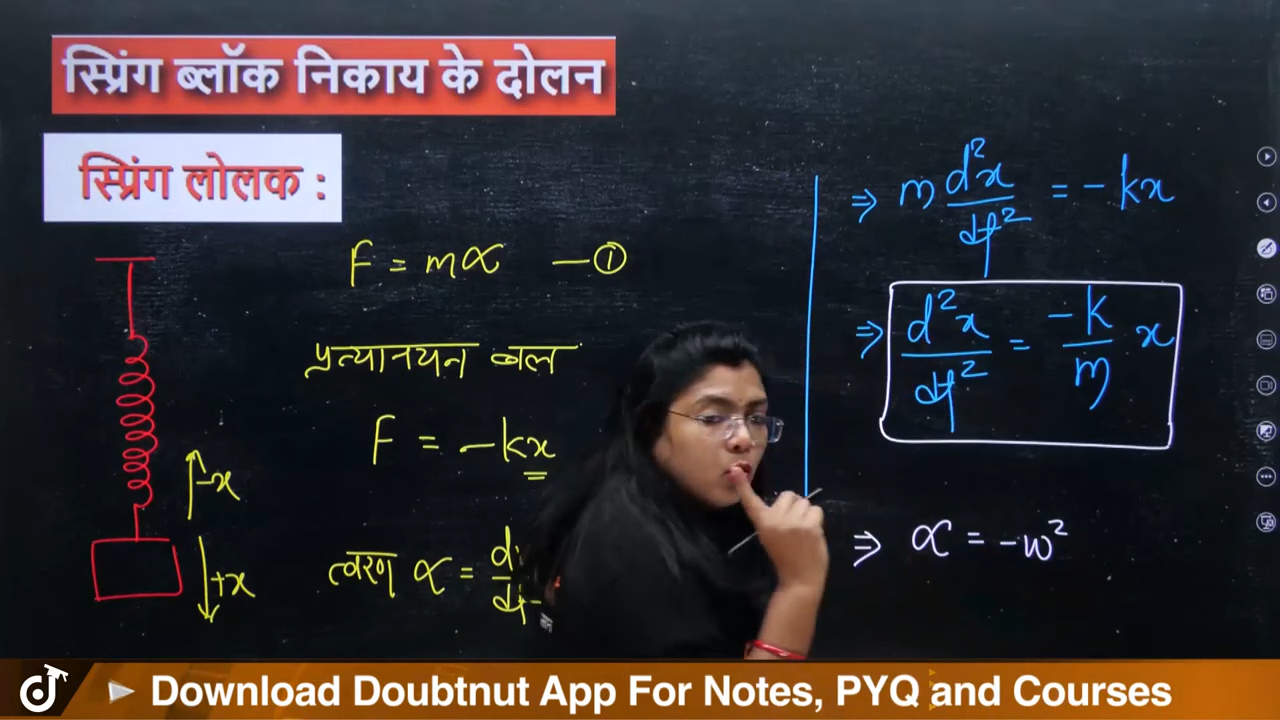 स्प्रिंग ब्लॉक निकाय के दोलन
स्प्रिंग लोलक :
F = mα —①
प्रत्यानयन बल
F = -kx
त्वरण α =
-x
+x
⇒ m d²x/dt² = -kx
⇒ d²x/dt² = -k/m x
⇒ α = -ω²
Download Doubtnut App For Notes, PYQ and Courses